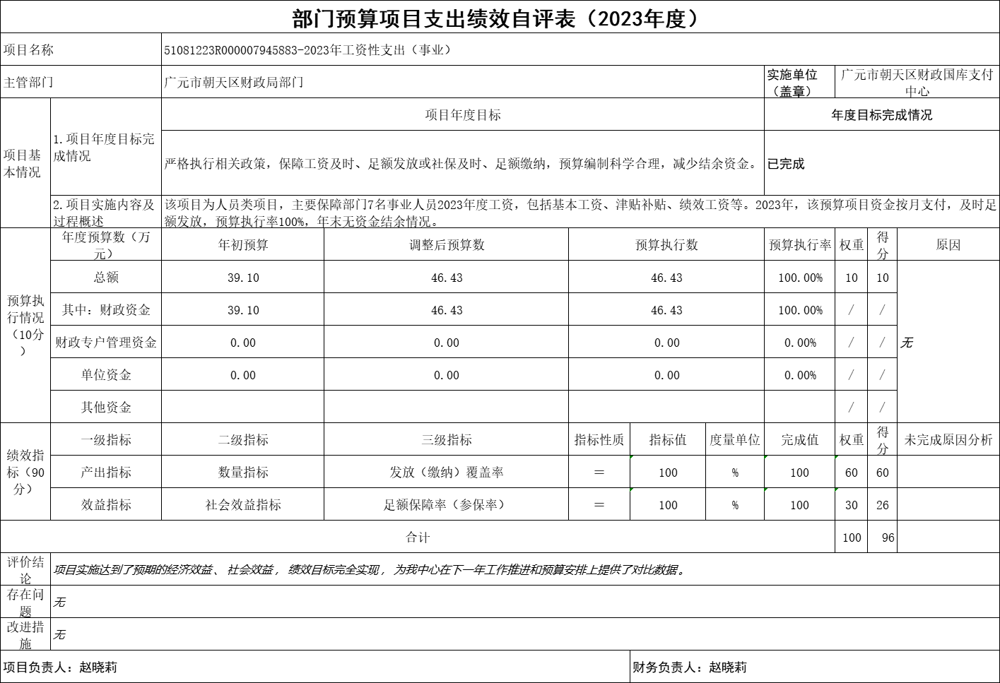 部门预算项目支出绩效自评表（2023年度）
项目名称
51081223R000007945883-2023年工资性支出（事业）
主管部门
广元市朝天区财政局部门
实施单位
（盖章）
广元市朝天区财政国库支付
中心
项目基
本情况
1.项目年度目标完
成情况
项目年度目标
年度目标完成情况
严格执行相关政策，保障工资及时、足额发放或社保及时、足额缴纳，预算编制科学合理，减少结余资金。
已完成
2.项目实施内容及
过程概述
该项目为人员类项目，主要保障部门7名事业人员2023年度工资，包括基本工资、津贴补贴、绩效工资等。2023年，该预算项目资金按月支付，及时足
额发放，预算执行率100%，年末无资金结余情况。
预算执
行情况
（10分
）
年度预算数（万
元）
年初预算
调整后预算数
预算执行数
预算执行率
权重
得
分
原因
总额
39.10
46.43
46.43
100.00%
10
10
无
其中：财政资金
39.10
46.43
46.43
100.00%
/
/
财政专户管理资金
0.00
0.00
0.00
0.00%
/
/
单位资金
0.00
0.00
0.00
0.00%
/
/
其他资金
/
/
绩效指
标（90
分）
一级指标
二级指标
三级指标
指标性质
指标值
度量单位
完成值
权重
得
分
未完成原因分析
产出指标
数量指标
发放（缴纳）覆盖率
＝
100
%
100
60
60
效益指标
社会效益指标
足额保障率（参保率）
＝
100
%
100
30
26
合计
100
96
评价结
论
项目实施达到了预期的经济效益、社会效益，绩效目标完全实现，为我中心在下一年工作推进和预算安排上提供了对比数据。
存在问
题
无
改进措
施
无
项目负责人：赵晓莉
财务负责人：赵晓莉